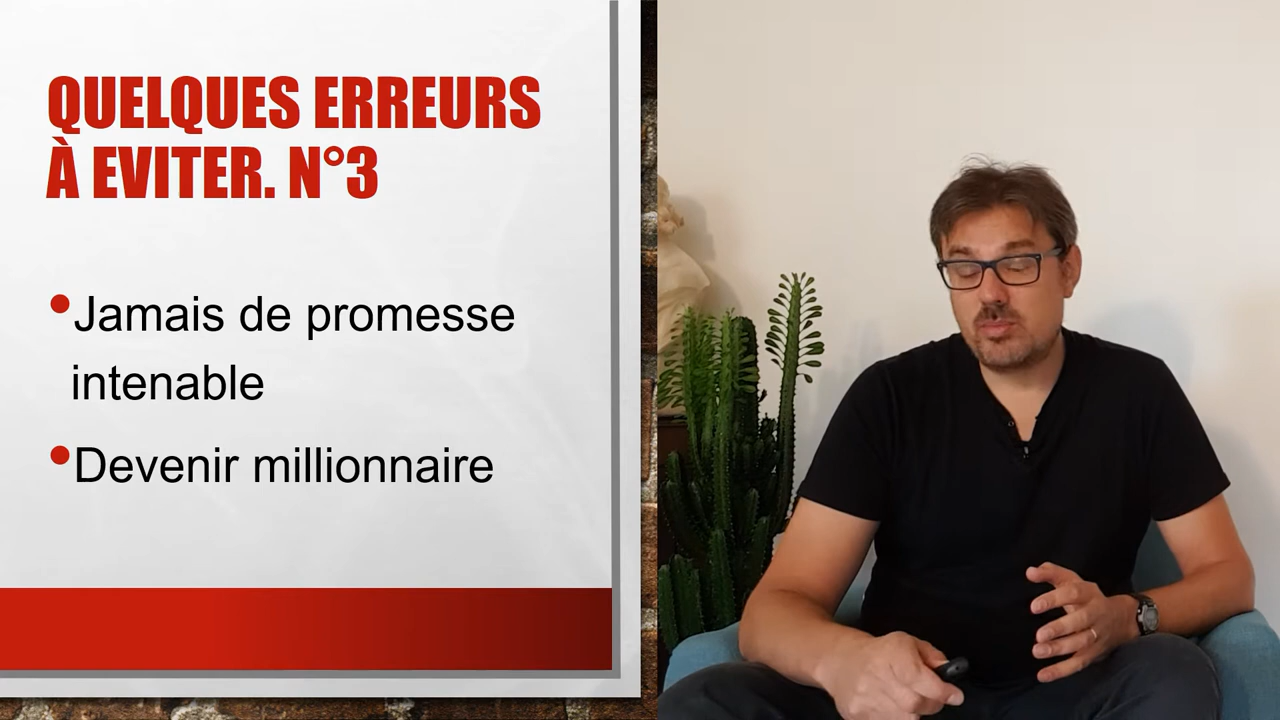 QUELQUES ERREURS
À EVITER. N°3
•Jamais de promesse
intenable
•Devenir millionnaire